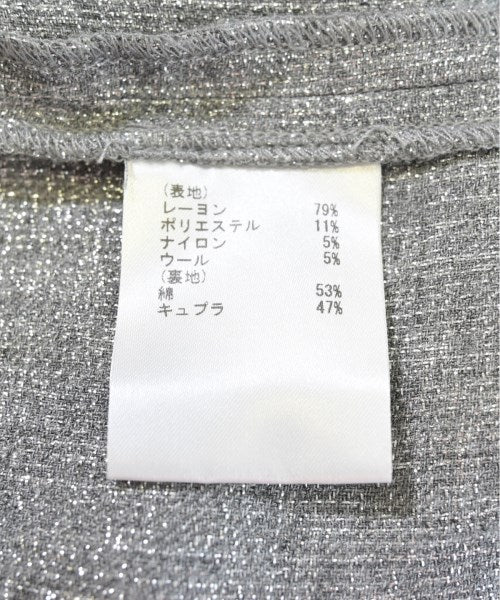 (表地)
レーヨン 79%
ポリエステル 11%
ナイロン 5%
ウール 5%
(裏地)
綿 53%
キュプラ 47%